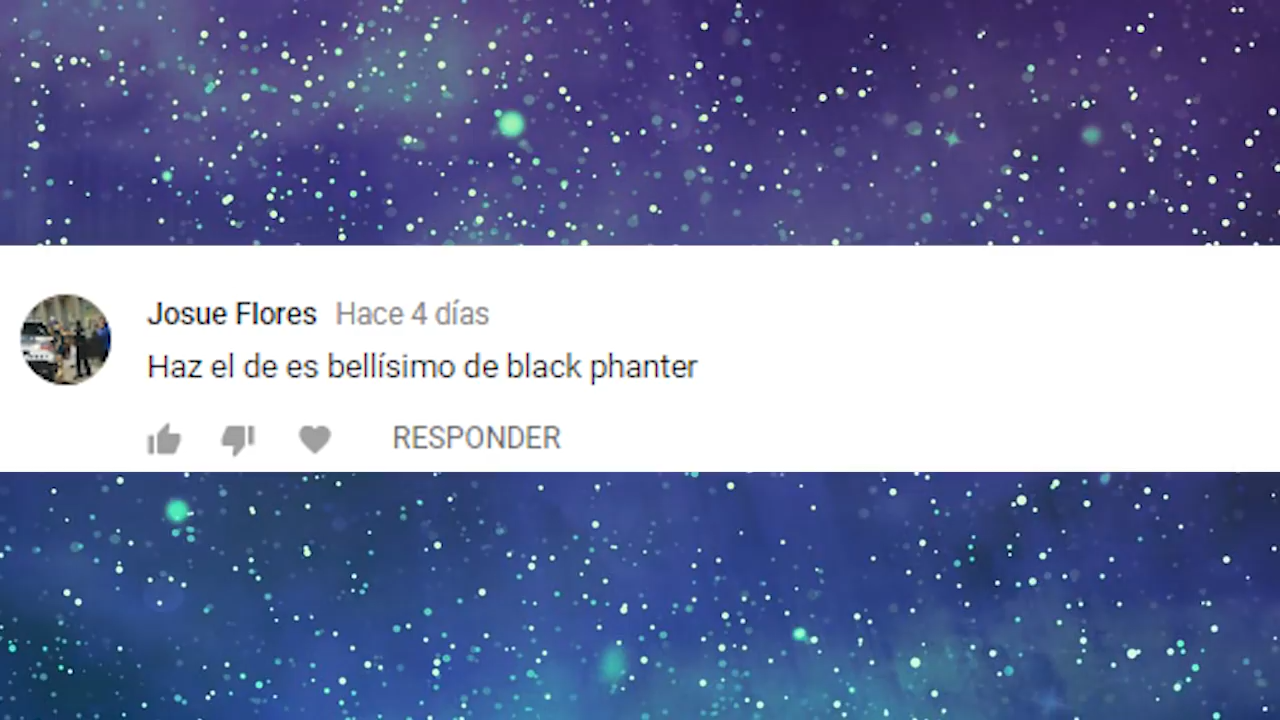 Josue Flores Hace 4 días
Haz el de es bellísimo de black phanter
RESPONDER